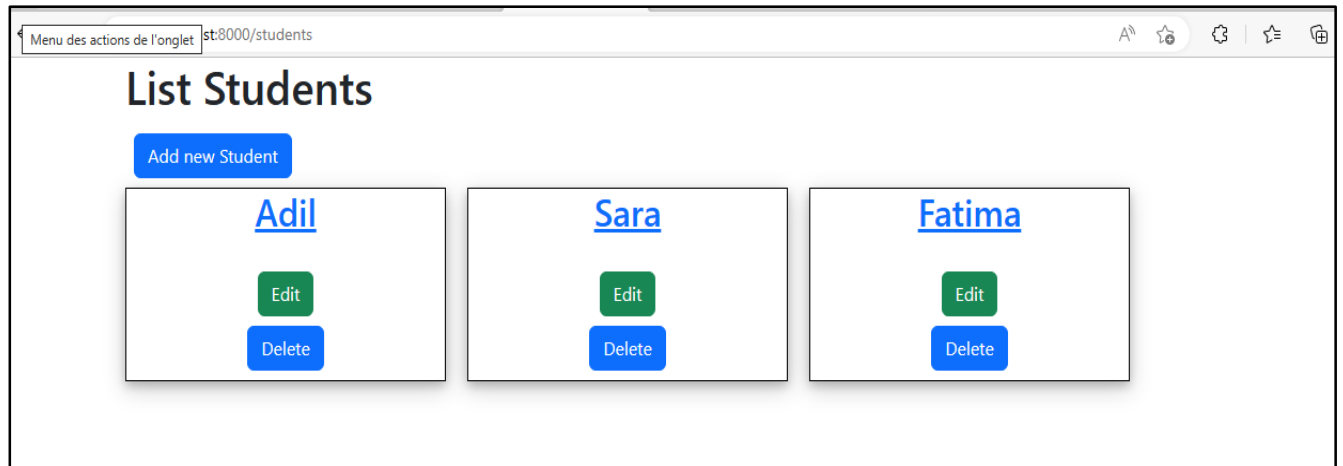 Menu des actions de l'onglet st:8000/students
List Students
Add new Student
Adil Sara Fatima
Edit Edit Edit
Delete Delete Delete